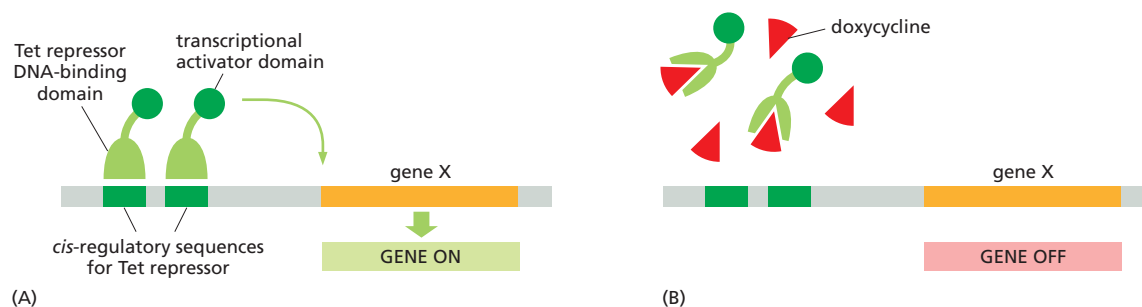 Tet repressor
DNA-binding
domain
transcriptional
activator domain
gene X
cis-regulatory sequences
for Tet repressor
GENE ON
(A)
doxycycline
gene X
GENE OFF
(B)